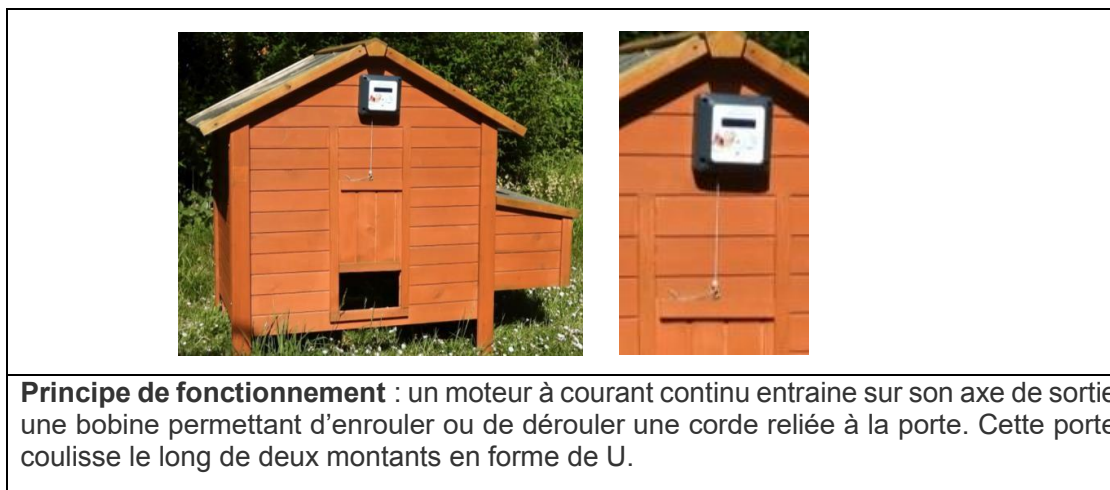 Principe de fonctionnement : un moteur à courant continu entraine sur son axe de sortie
une bobine permettant d'enrouler ou de dérouler une corde reliée à la porte. Cette porte
coulisse le long de deux montants en forme de U.